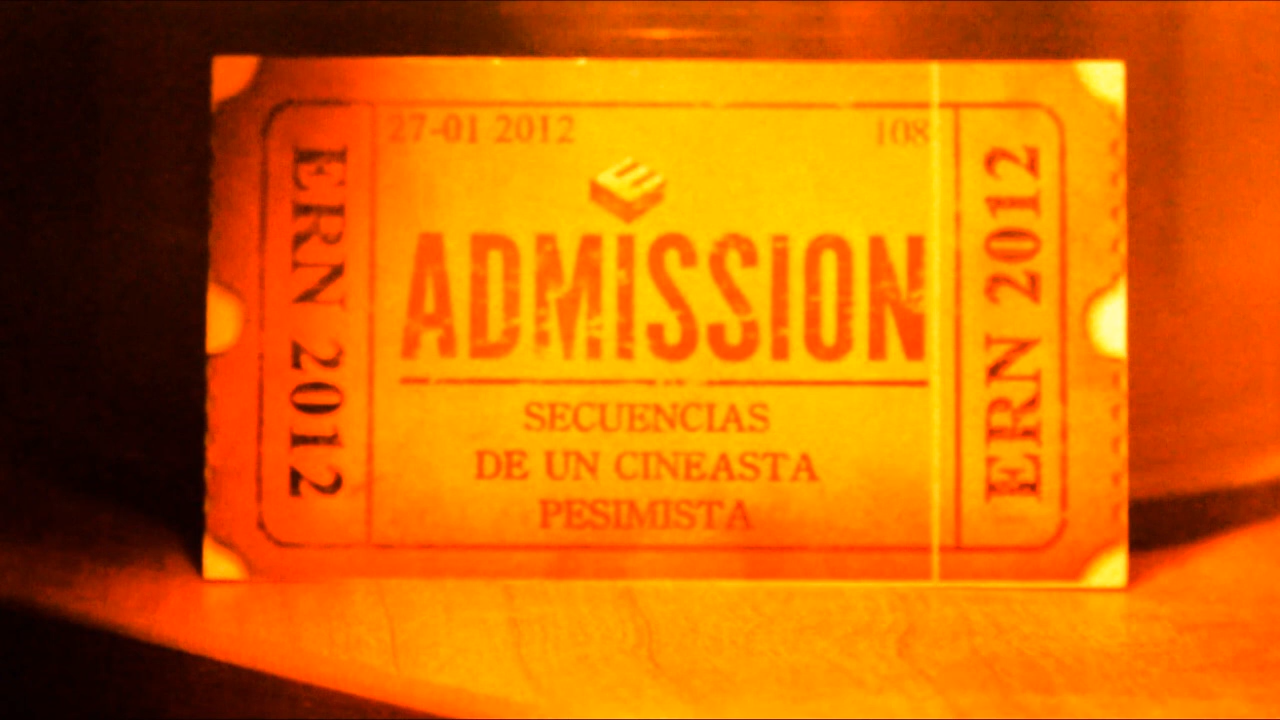 27-01 2012
108
ERN 2012
E
ADMISSION
SECUENCIAS
DE UN CINEASTA
PESIMISTA
ERN 2012